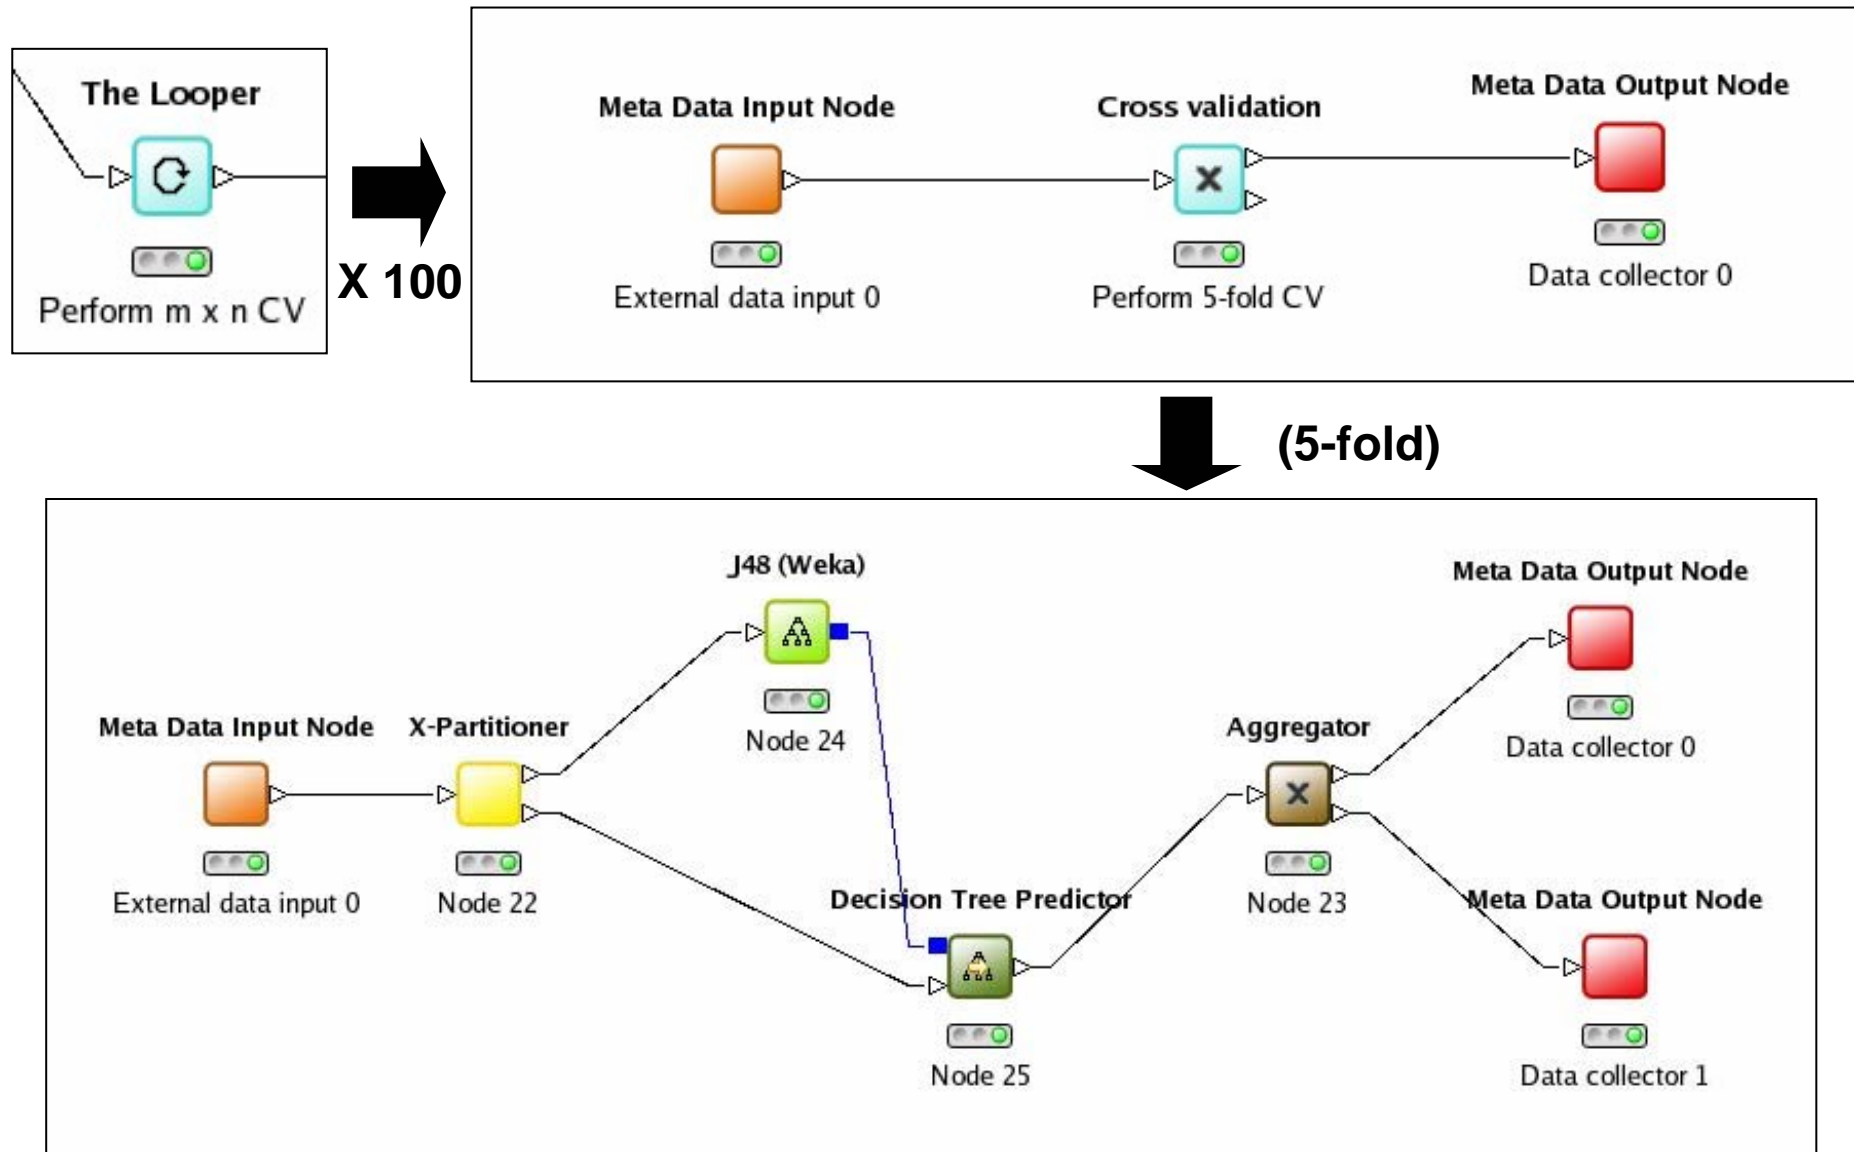 The Looper
Perform m x n CV
X 100
Meta Data Input Node
External data input 0
Cross validation
Perform 5-fold CV
Meta Data Output Node
Data collector 0
(5-fold)
Meta Data Input Node
External data input 0
X-Partitioner
Node 22
J48 (Weka)
Node 24
Decision Tree Predictor
Node 25
Aggregator
Node 23
Meta Data Output Node
Data collector 0
Meta Data Output Node
Data collector 1